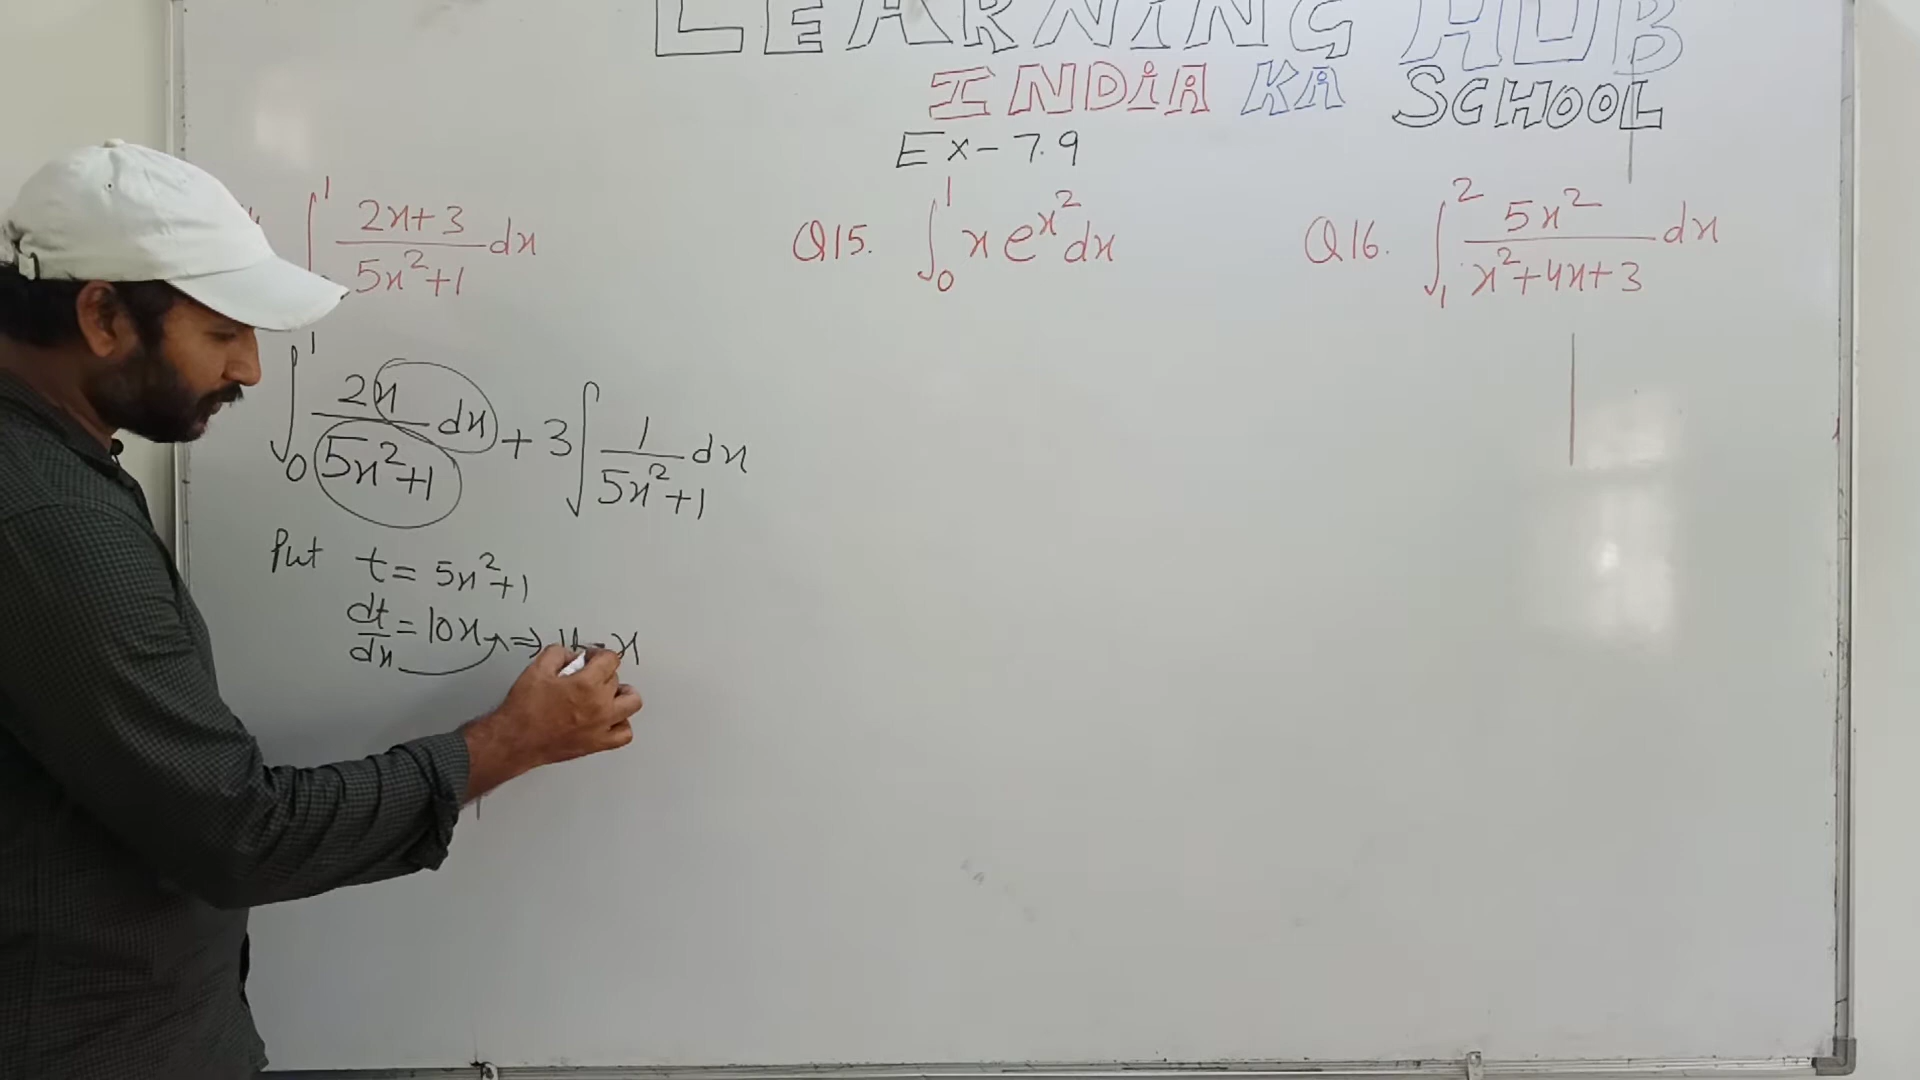 LEARNING HUB
INDIA KA SCHOOL
Ex-7.9
∫ 1 2x+3/5x²+1 dx
Q15. ∫₀¹ x eˣ² dx
Q16. ∫₁² 5x²/x²+4x+3 dx
∫₀¹ 2x/5x²+1 dx + 3∫ 1/5x²+1 dx
Put t = 5x²+1
dt/dx = 10x ⇒